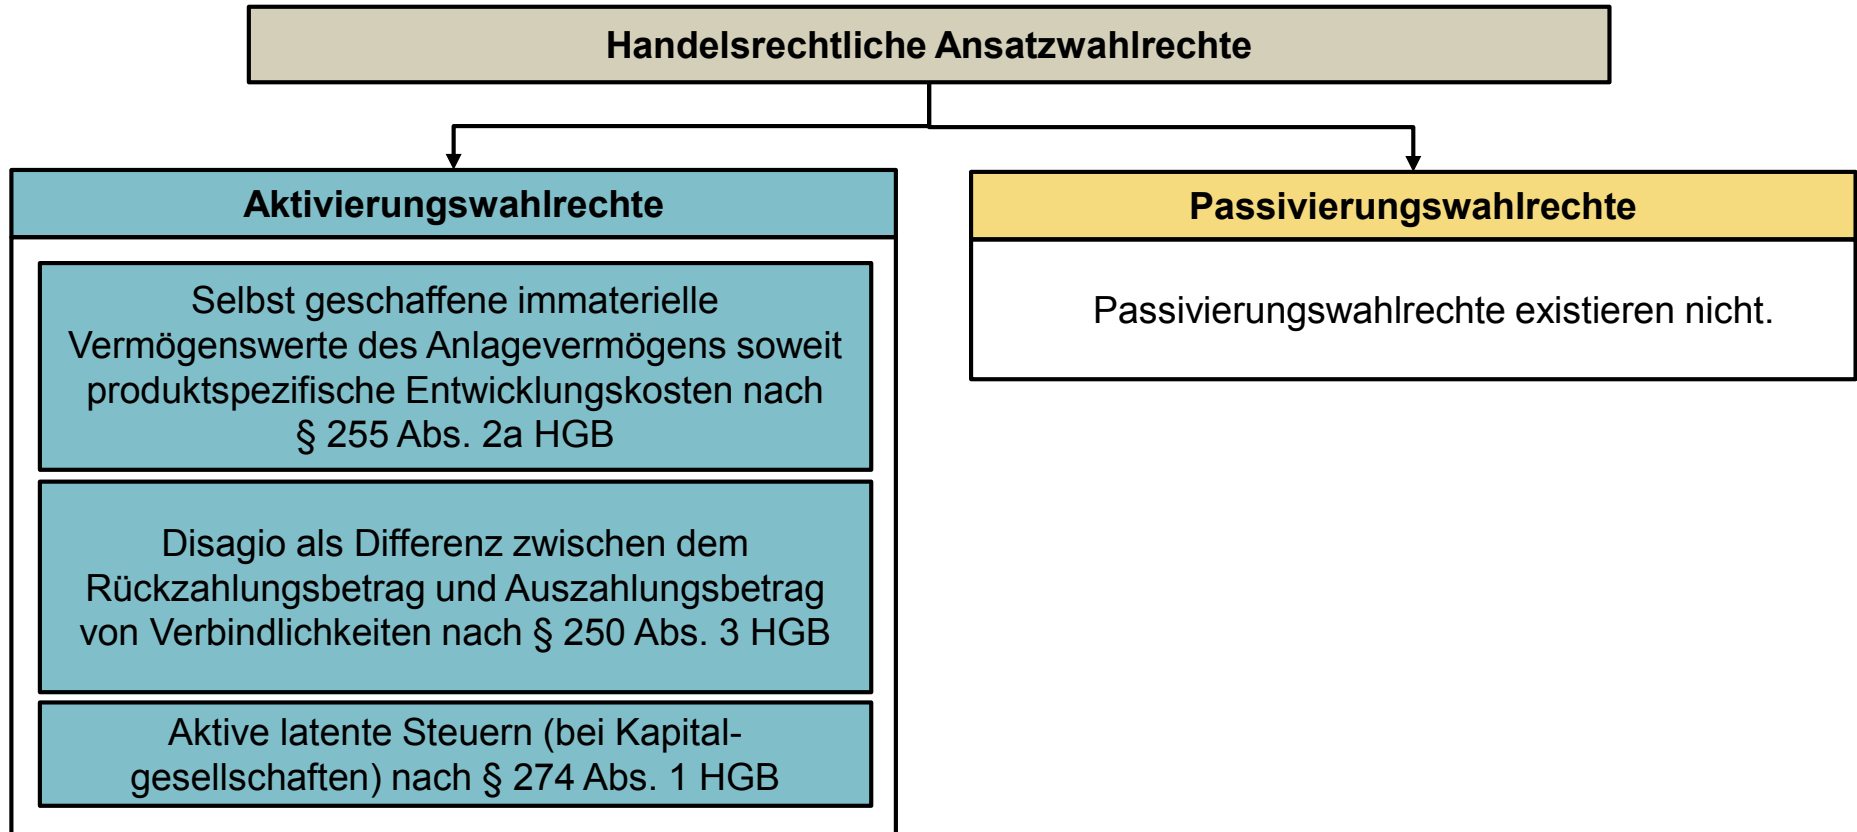 Handelsrechtliche Ansatzwahlrechte
Aktivierungswahlrechte
Selbst geschaffene immaterielle
Vermögenswerte des Anlagevermögens soweit
produktspezifische Entwicklungskosten nach
§ 255 Abs. 2a HGB
Disagio als Differenz zwischen dem
Rückzahlungsbetrag und Auszahlungsbetrag
von Verbindlichkeiten nach § 250 Abs. 3 HGB
Aktive latente Steuern (bei Kapital-
gesellschaften) nach § 274 Abs. 1 HGB
Passivierungswahlrechte
Passivierungswahlrechte existieren nicht.